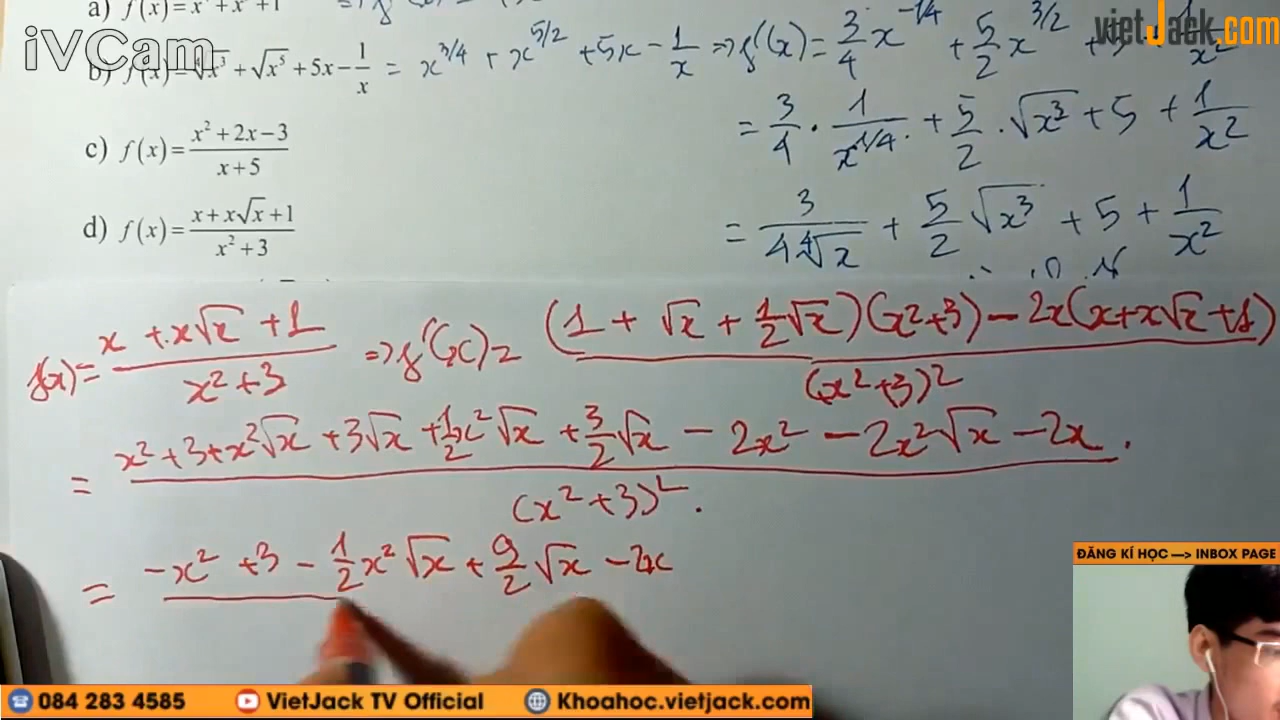 a) f(x)=x + x + 1
iVCam
vietJack.com
b) f(x)=∜x³ + √x⁵ + 5x − 1/x = x^{3/4} + x^{5/2} + 5x − 1/x => f'(x) = 3/4 x^{-1/4} + 5/2 x^{3/2} + 5 + 1/x²
= 3/4 · 1/x^{1/4} + 5/2 · √x³ + 5 + 1/x²
c) f(x) = (x² + 2x − 3)/(x + 5)
d) f(x) = (x + x√x + 1)/(x² + 3)
= 3/(4∜x) + 5/2 √x³ + 5 + 1/x²
f(x) = (x + x√x + 1)/(x² + 3) => f'(x) = ((1 + √x + 1/2 √x)(x² + 3) − 2x(x + x√x + 1))/(x² + 3)²
= (x² + 3 + x²√x + 3√x + 1/2 x²√x + 3/2 √x − 2x² − 2x²√x − 2x)/(x² + 3)².
= −x² + 3 − 1/2 x²√x + 9/2 √x − 2x
ĐĂNG KÍ HỌC —> INBOX PAGE
084 283 4585
VietJack TV Official
Khoahoc.vietjack.com